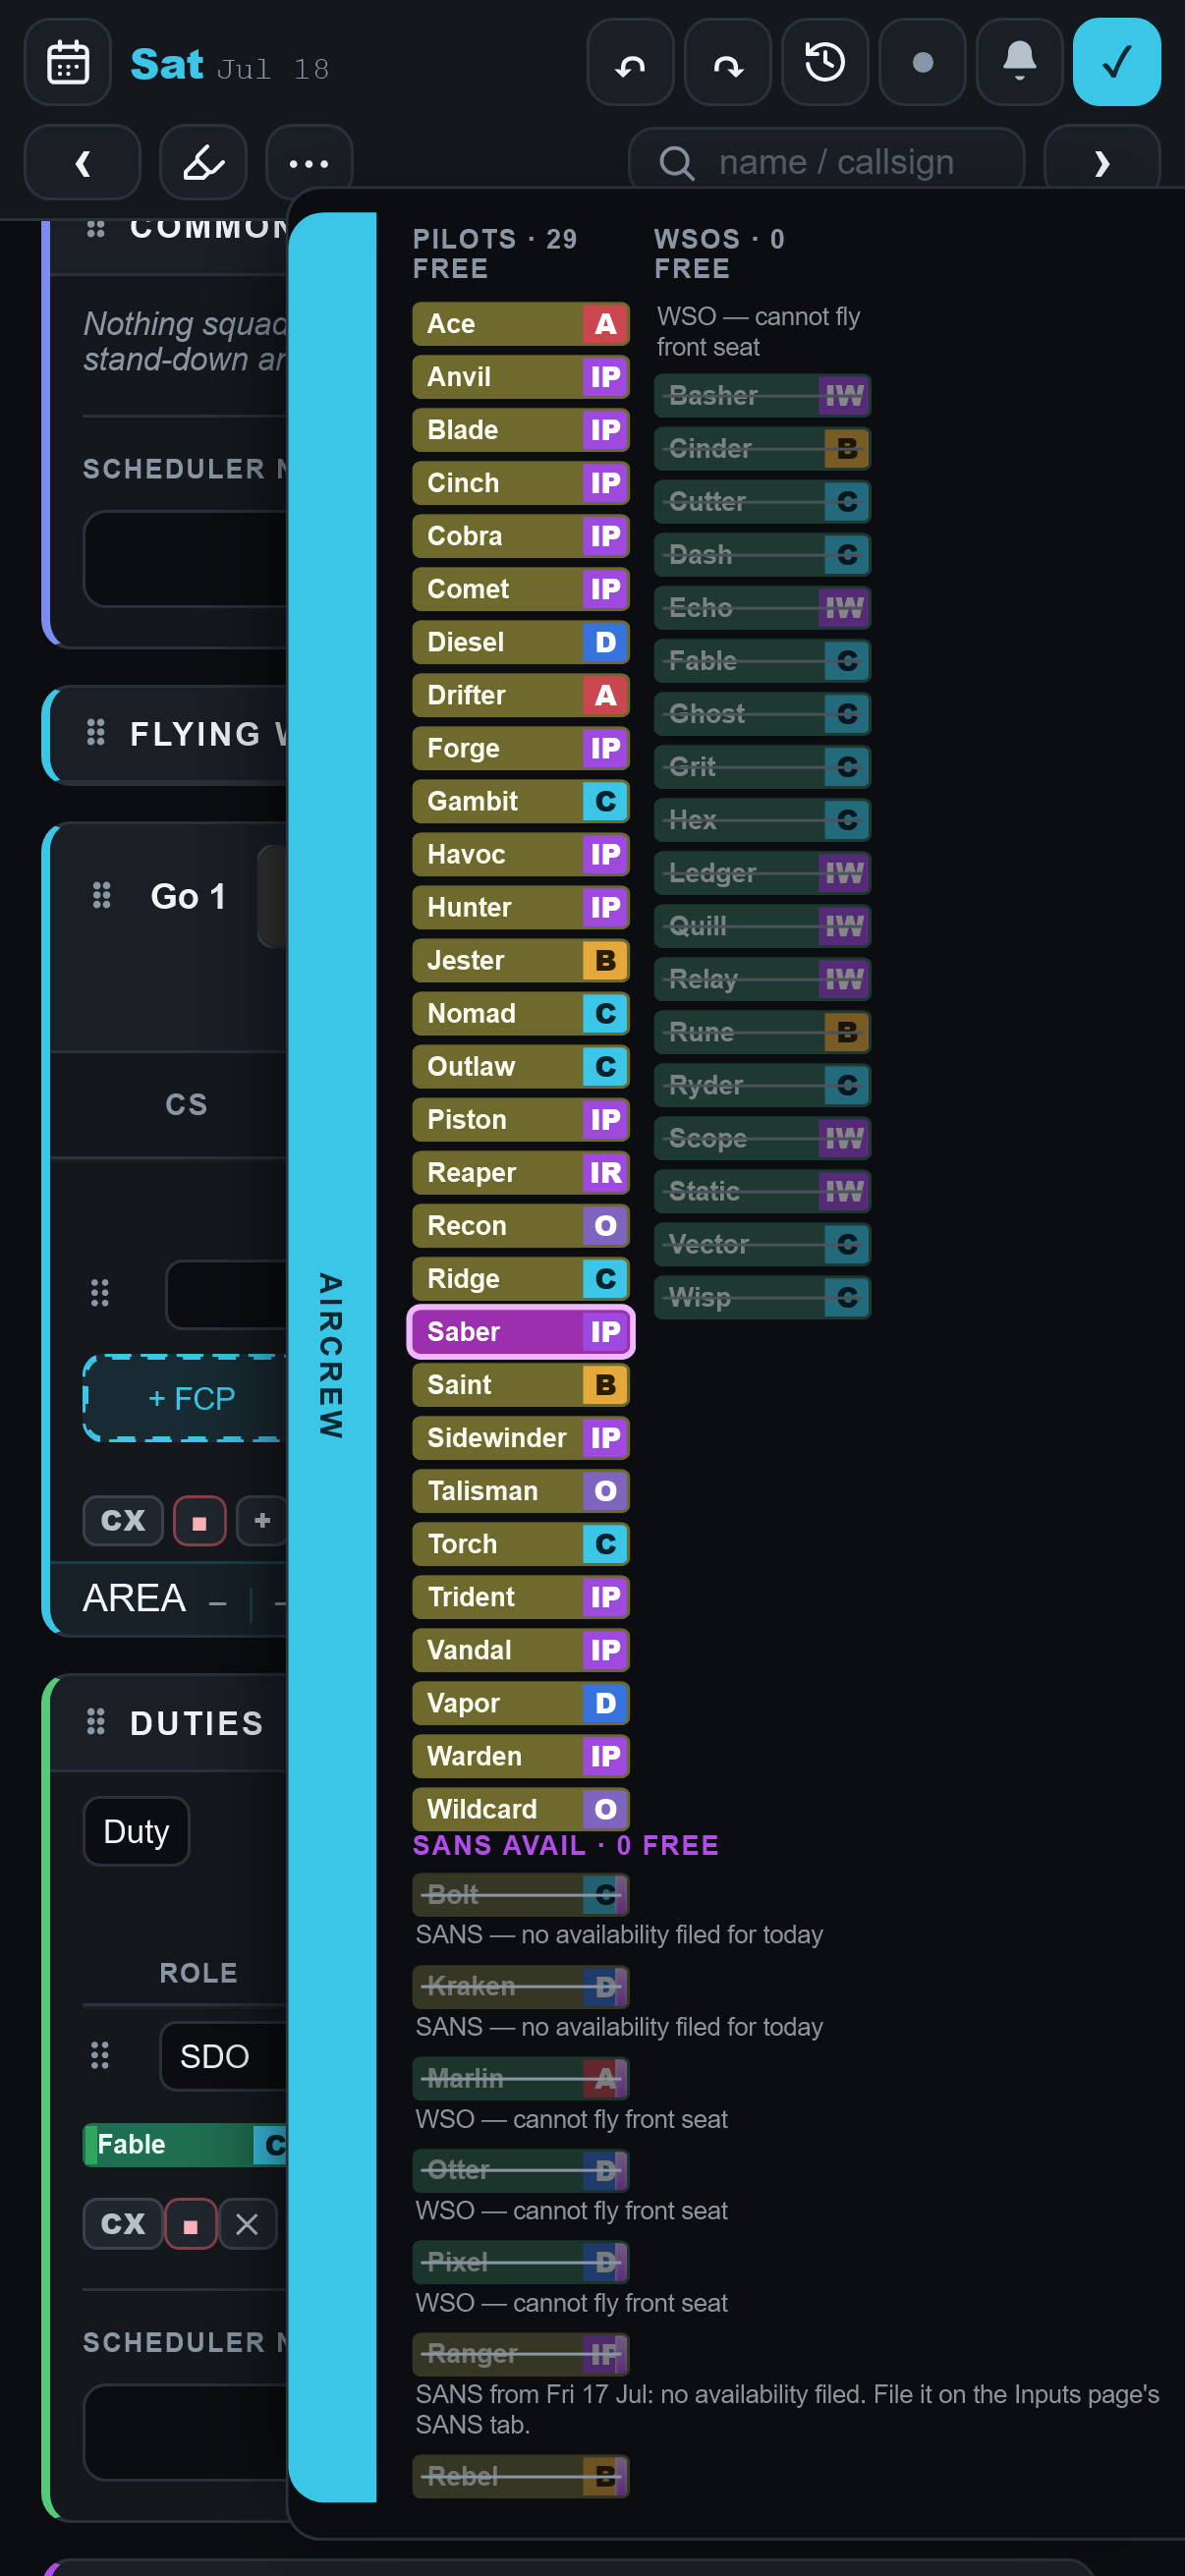 Sat Jul 18
name / callsign
COMMON
Nothing squad
stand-down ar
SCHEDULER N
FLYING W
Go 1
CS
+ FCP
CX
+
AREA – | –
DUTIES
Duty
ROLE
SDO
Fable C
CX
SCHEDULER N
AIRCREW
PILOTS · 29
FREE
Ace A
Anvil IP
Blade IP
Cinch IP
Cobra IP
Comet IP
Diesel D
Drifter A
Forge IP
Gambit C
Havoc IP
Hunter IP
Jester B
Nomad C
Outlaw C
Piston IP
Reaper IR
Recon O
Ridge C
Saber IP
Saint B
Sidewinder IP
Talisman O
Torch C
Trident IP
Vandal IP
Vapor D
Warden IP
Wildcard O
WSOS · 0
FREE
WSO — cannot fly
front seat
Basher IW
Cinder B
Cutter C
Dash C
Echo IW
Fable C
Ghost C
Grit C
Hex C
Ledger IW
Quill IW
Relay IW
Rune B
Ryder C
Scope IW
Static IW
Vector C
Wisp C
SANS AVAIL · 0 FREE
Bolt C
SANS — no availability filed for today
Kraken D
SANS — no availability filed for today
Marlin A
WSO — cannot fly front seat
Otter D
WSO — cannot fly front seat
Pixel D
WSO — cannot fly front seat
Ranger IP
SANS from Fri 17 Jul: no availability filed. File it on the Inputs page's
SANS tab.
Rebel B